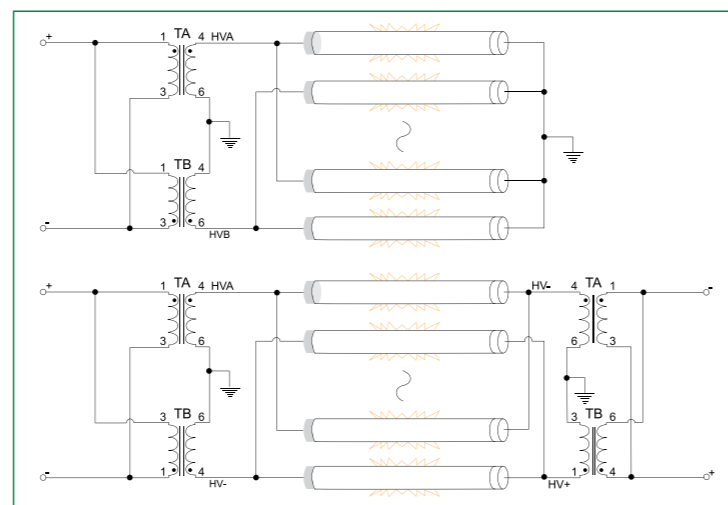 +
1 TA 4 HVA
3 6
1 TB 4
3 6
-
HVB
+
1 TA 4 HVA
3 6
3 TB 6
1 4
-
HV-
HV- 4 TA 1 -
6 3
3 TB 6
1 4
HV+ +